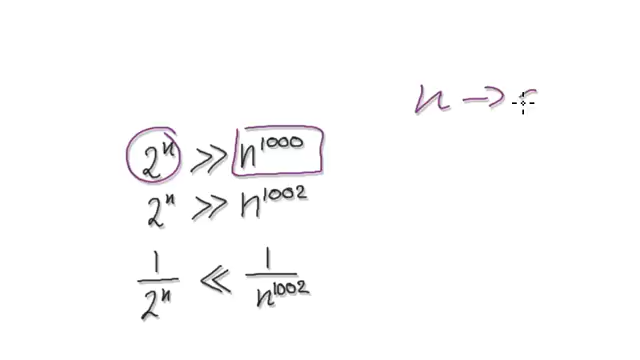 n →
2ⁿ ≫ n¹⁰⁰⁰
2ⁿ ≫ n¹⁰⁰²
1/2ⁿ ≪ 1/n¹⁰⁰²